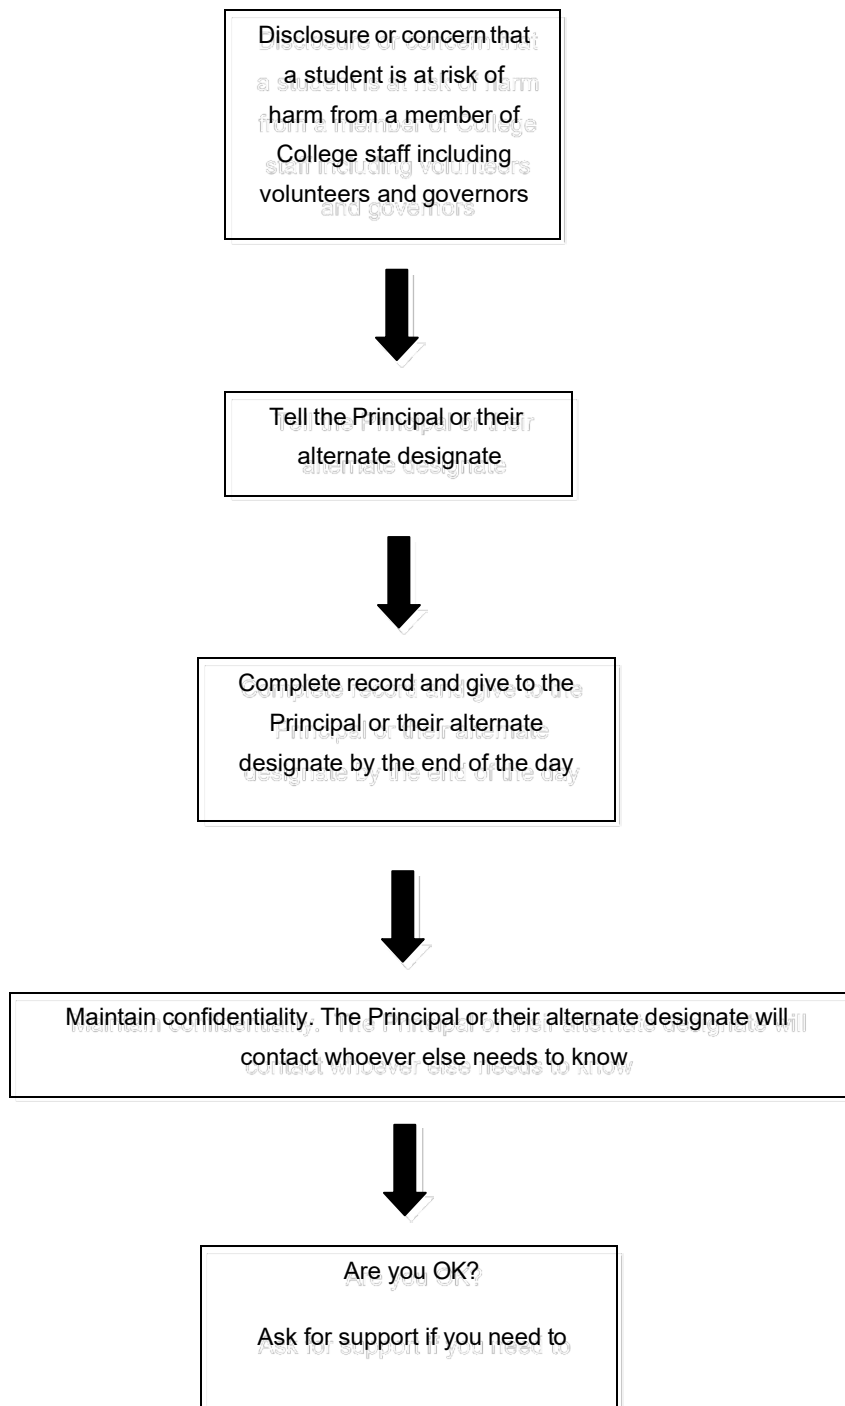 Disclosure or concern that
a student is at risk of
harm from a member of
College staff including
volunteers and governors
Tell the Principal or their
alternate designate
Complete record and give to the
Principal or their alternate
designate by the end of the day
Maintain confidentiality. The Principal or their alternate designate will
contact whoever else needs to know
Are you OK?
Ask for support if you need to